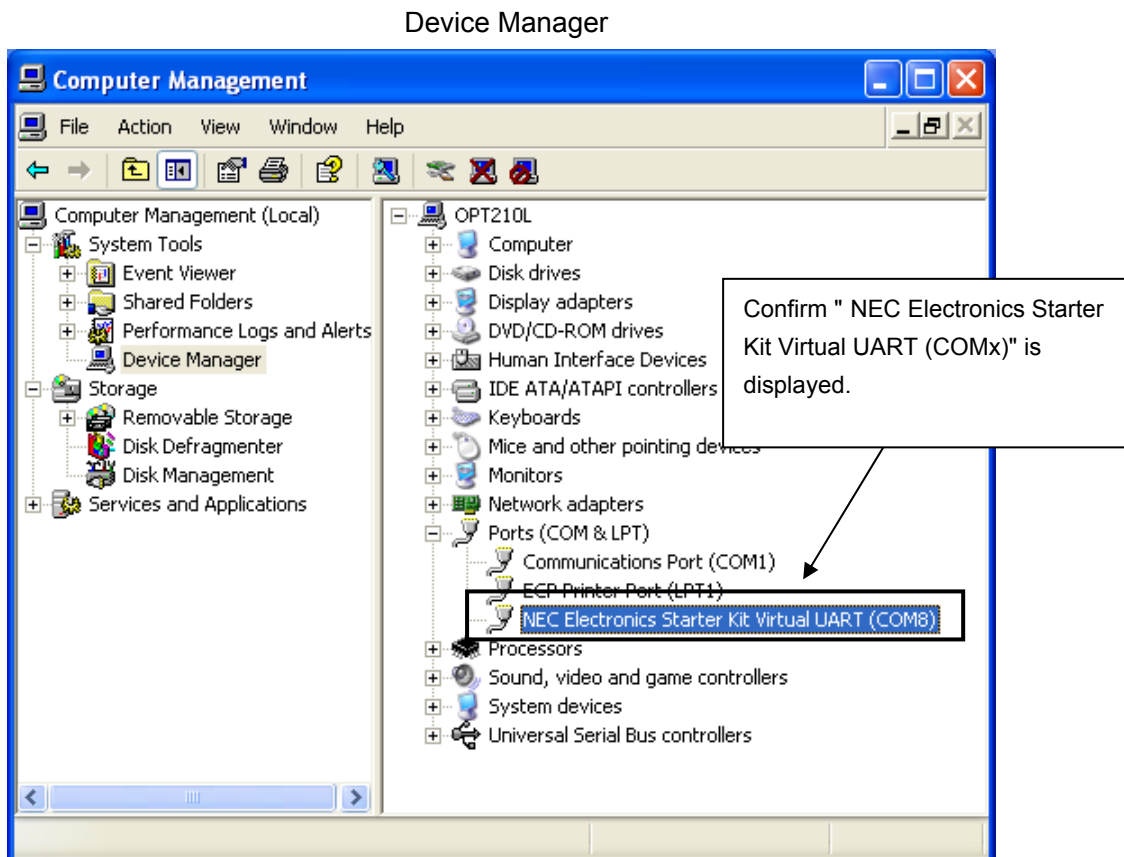 Device Manager
Computer Management
File Action View Window Help
Computer Management (Local)
System Tools
Event Viewer
Shared Folders
Performance Logs and Alerts
Device Manager
Storage
Removable Storage
Disk Defragmenter
Disk Management
Services and Applications
OPT210L
Computer
Disk drives
Display adapters
DVD/CD-ROM drives
Human Interface Devices
IDE ATA/ATAPI controllers
Keyboards
Mice and other pointing devices
Monitors
Network adapters
Ports (COM & LPT)
Communications Port (COM1)
ECP Printer Port (LPT1)
NEC Electronics Starter Kit Virtual UART (COM8)
Processors
Sound, video and game controllers
System devices
Universal Serial Bus controllers
Confirm " NEC Electronics Starter
Kit Virtual UART (COMx)" is
displayed.